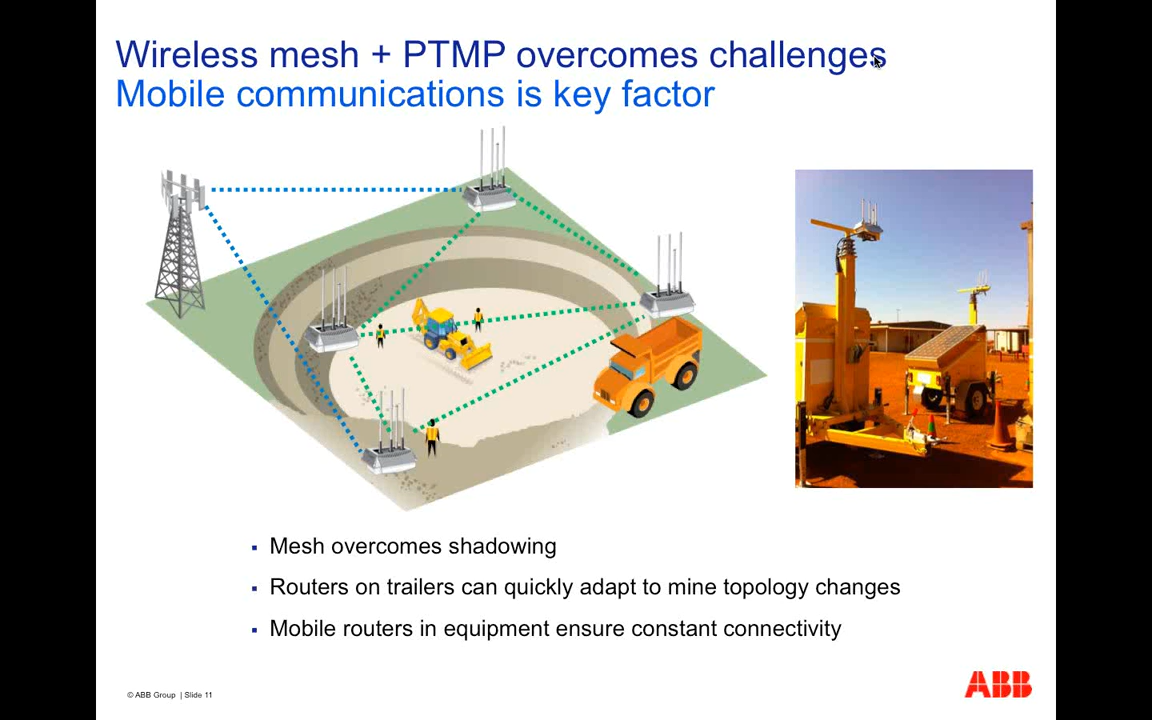 Wireless mesh + PTMP overcomes challenges
Mobile communications is key factor
▪ Mesh overcomes shadowing
▪ Routers on trailers can quickly adapt to mine topology changes
▪ Mobile routers in equipment ensure constant connectivity
© ABB Group | Slide 11
ABB